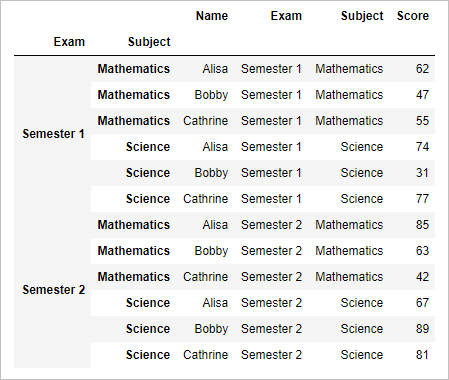 Name Exam Subject Score
Exam Subject
Mathematics Alisa Semester 1 Mathematics 62
Mathematics Bobby Semester 1 Mathematics 47
Mathematics Cathrine Semester 1 Mathematics 55
Semester 1
Science Alisa Semester 1 Science 74
Science Bobby Semester 1 Science 31
Science Cathrine Semester 1 Science 77
Mathematics Alisa Semester 2 Mathematics 85
Mathematics Bobby Semester 2 Mathematics 63
Mathematics Cathrine Semester 2 Mathematics 42
Semester 2
Science Alisa Semester 2 Science 67
Science Bobby Semester 2 Science 89
Science Cathrine Semester 2 Science 81